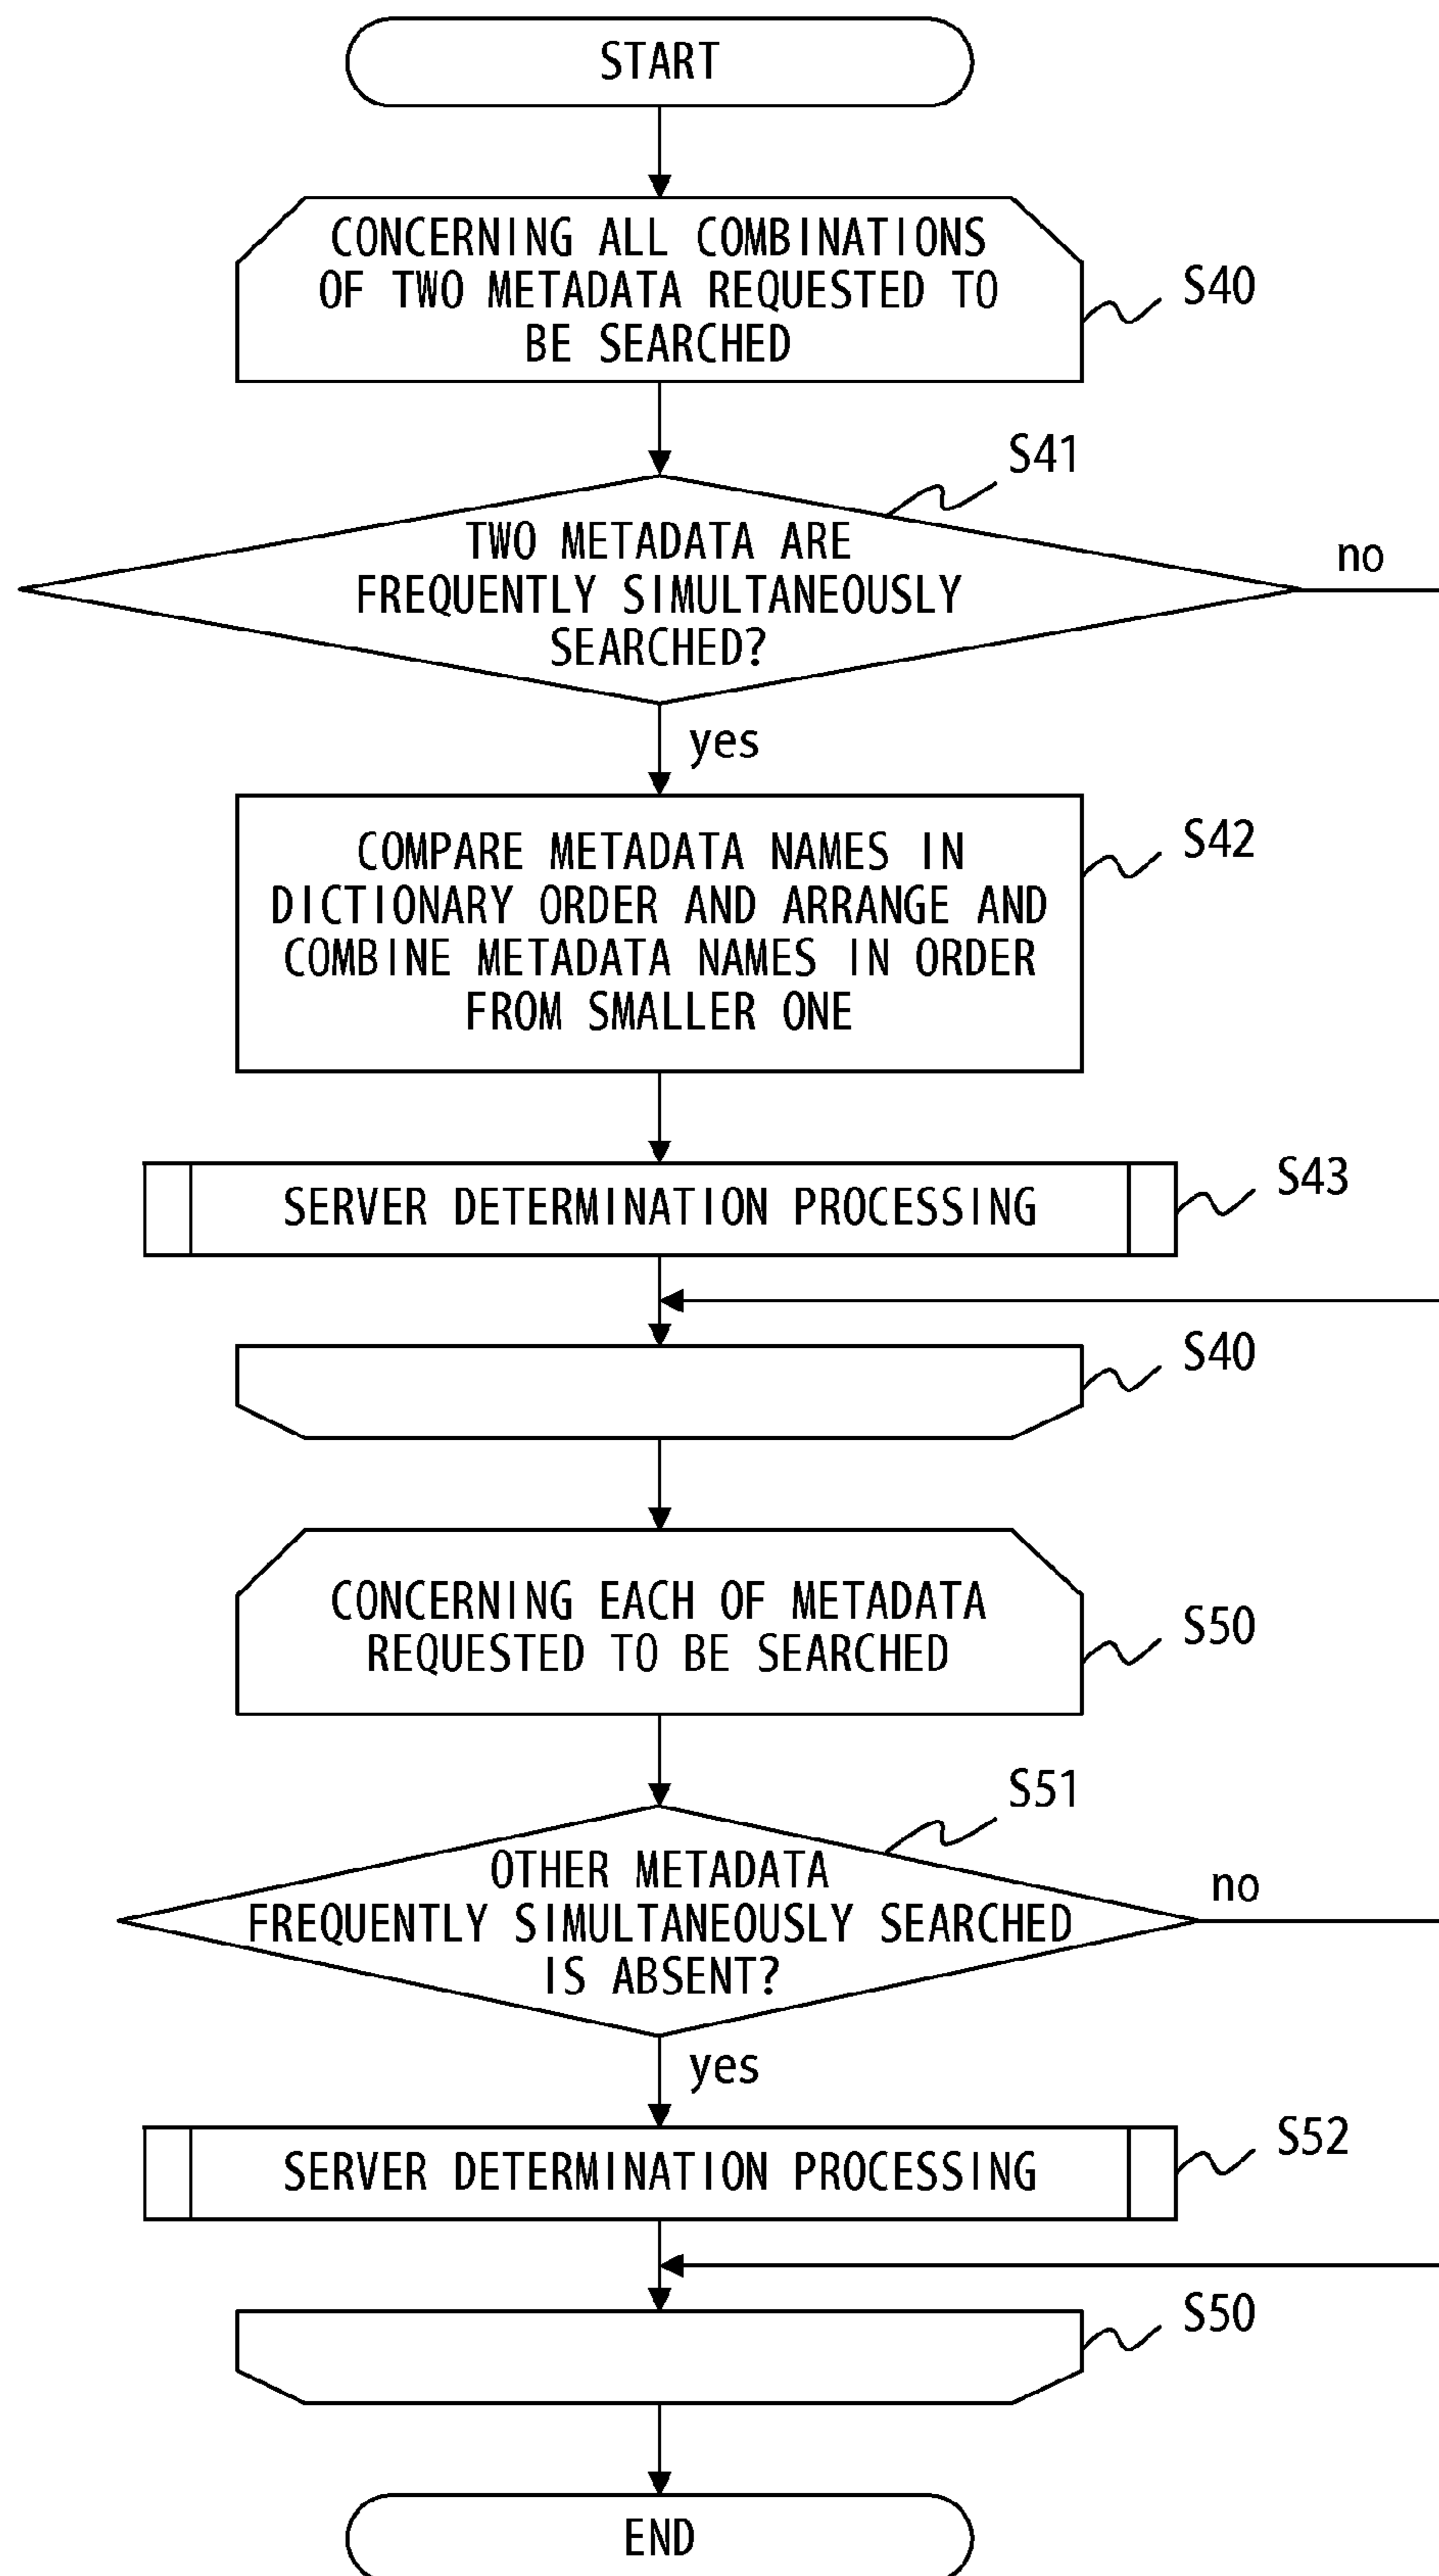 START
CONCERNING ALL COMBINATIONS
OF TWO METADATA REQUESTED TO
BE SEARCHED
S40
S41
TWO METADATA ARE
FREQUENTLY SIMULTANEOUSLY
SEARCHED?
no
yes
COMPARE METADATA NAMES IN
DICTIONARY ORDER AND ARRANGE AND
COMBINE METADATA NAMES IN ORDER
FROM SMALLER ONE
S42
SERVER DETERMINATION PROCESSING
S43
S40
CONCERNING EACH OF METADATA
REQUESTED TO BE SEARCHED
S50
S51
OTHER METADATA
FREQUENTLY SIMULTANEOUSLY SEARCHED
IS ABSENT?
no
yes
SERVER DETERMINATION PROCESSING
S52
S50
END